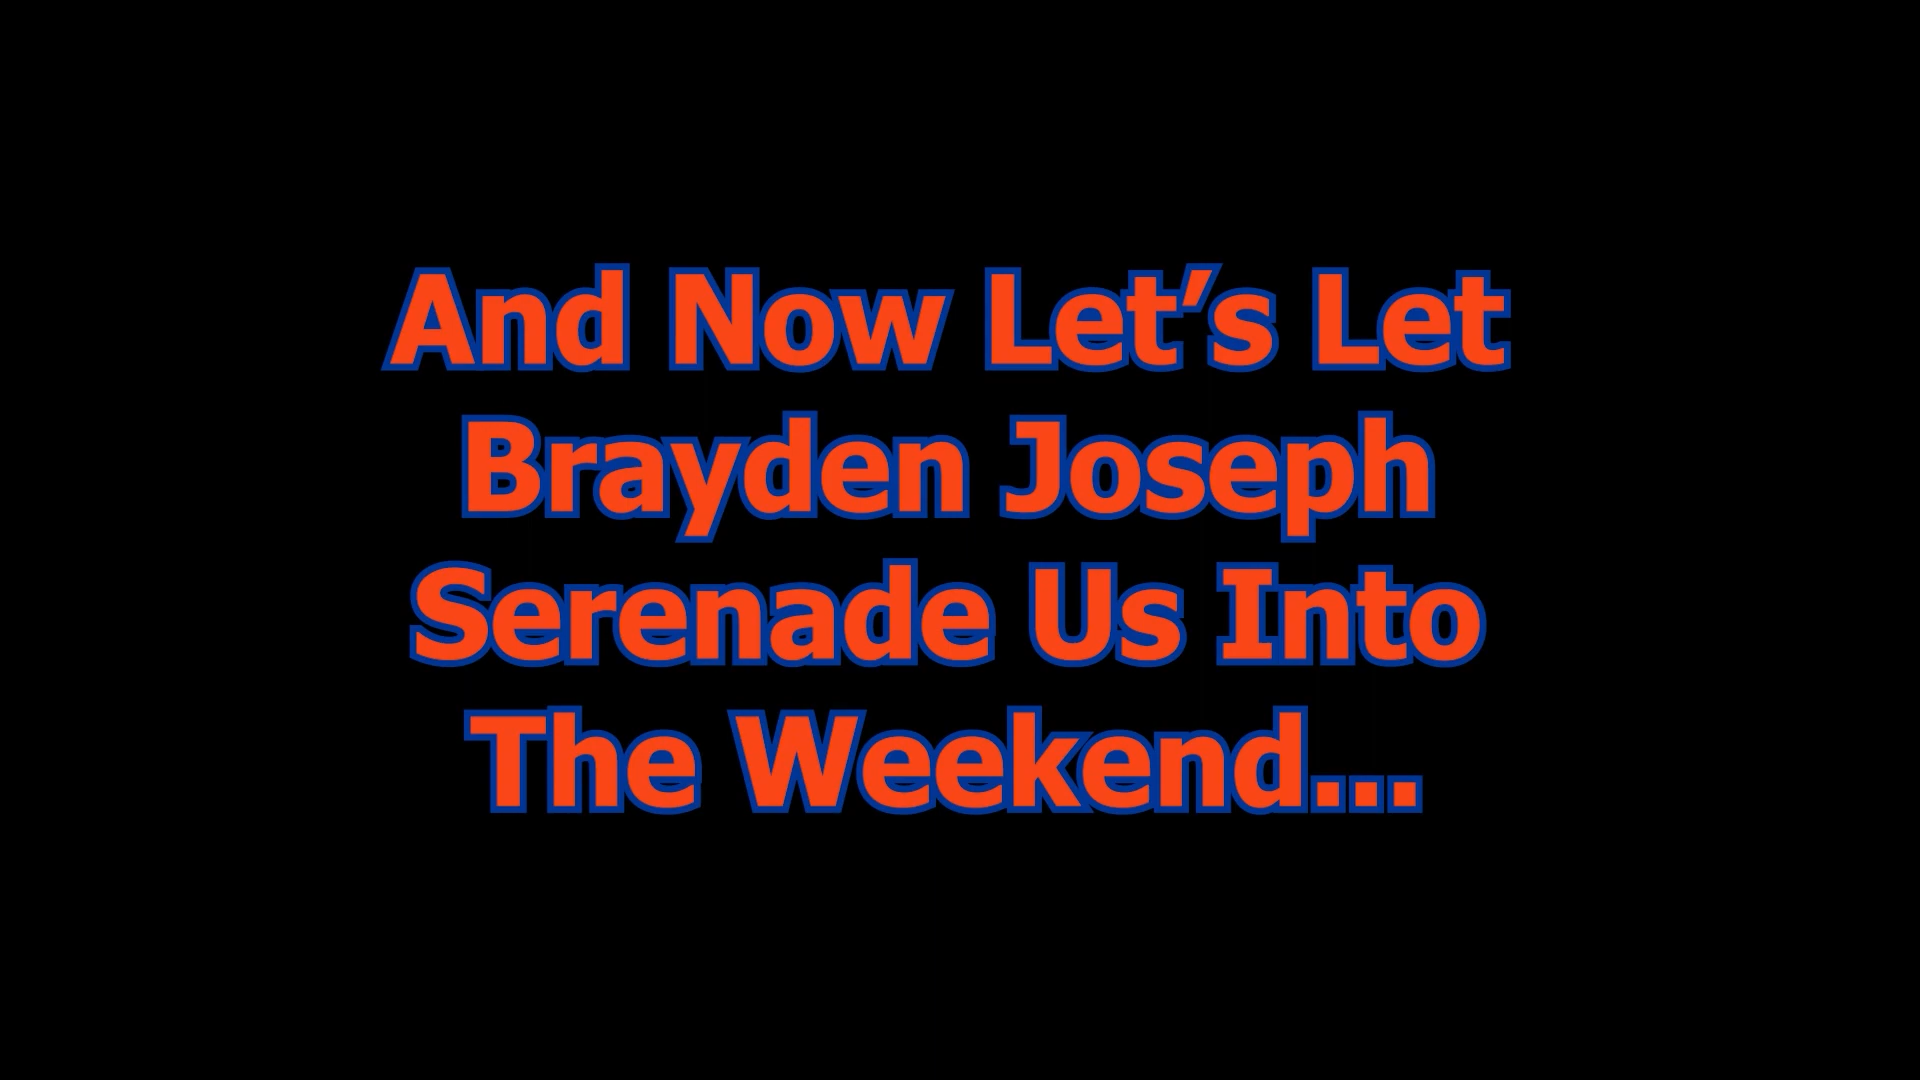 And Now Let’s Let
Brayden Joseph
Serenade Us Into
The Weekend...